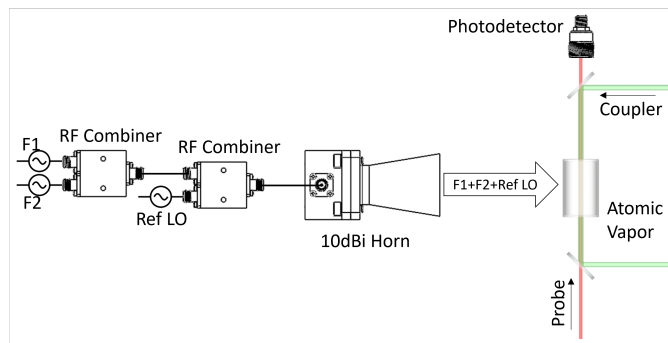 Photodetector
Coupler
F1
RF Combiner
RF Combiner
F2
Ref LO
10dBi Horn
F1+F2+Ref LO
Atomic
Vapor
Probe